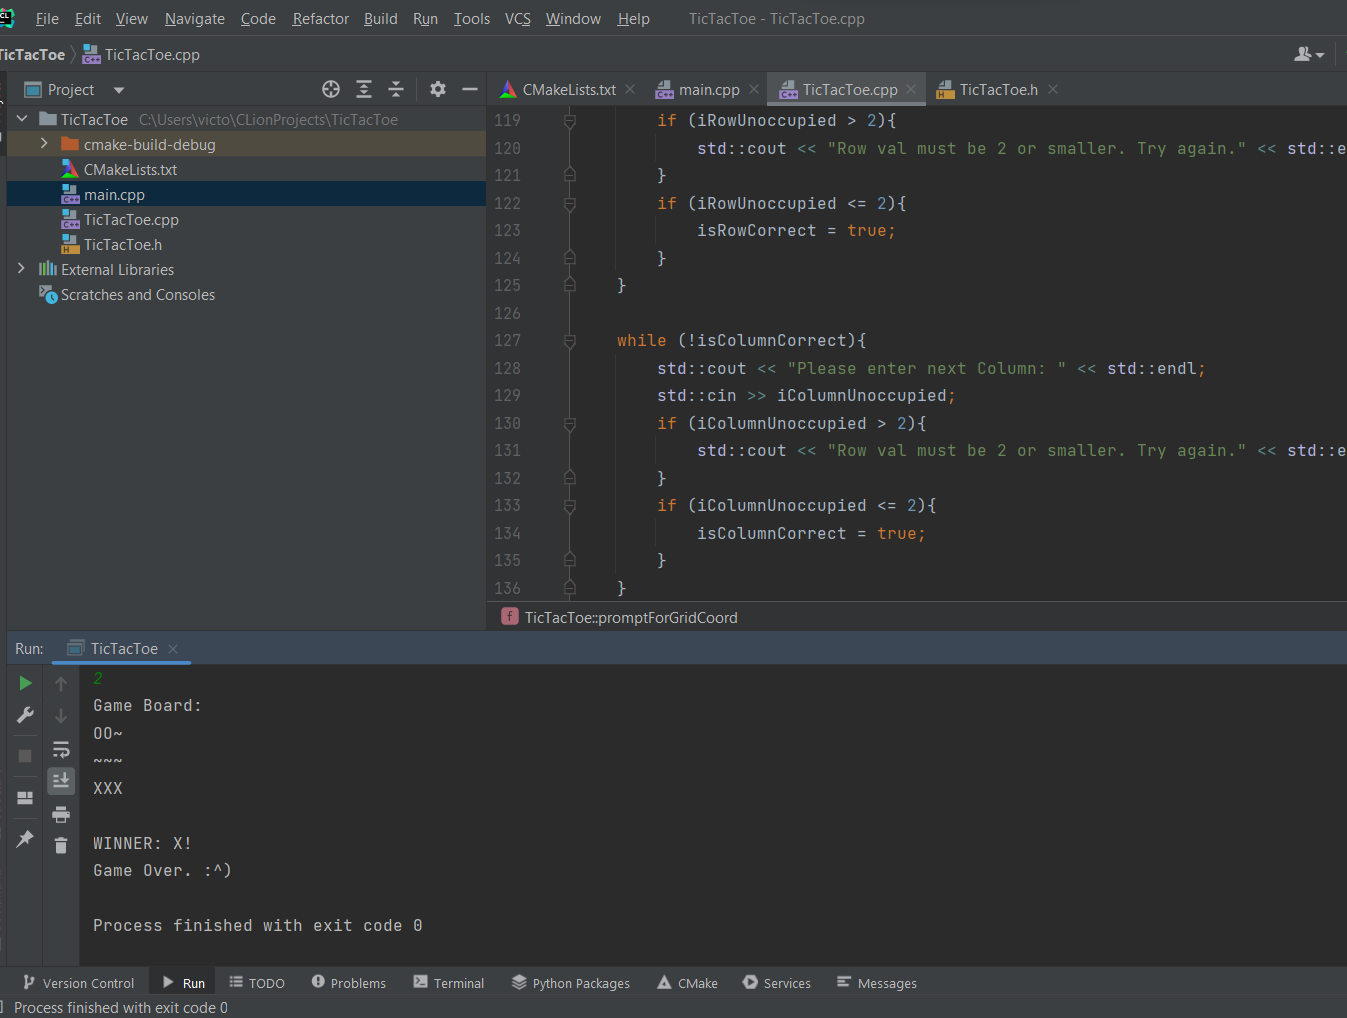 CL File Edit View Navigate Code Refactor Build Run Tools VCS Window Help TicTacToe - TicTacToe.cpp
TicTacToe TicTacToe.cpp
Project CMakeLists.txt main.cpp TicTacToe.cpp TicTacToe.h
TicTacToe C:\Users\victo\CLionProjects\TicTacToe
cmake-build-debug
CMakeLists.txt
main.cpp
TicTacToe.cpp
TicTacToe.h
External Libraries
Scratches and Consoles
119 if (iRowUnoccupied > 2){
120 std::cout << "Row val must be 2 or smaller. Try again." << std::e
121 }
122 if (iRowUnoccupied <= 2){
123 isRowCorrect = true;
124 }
125 }
126
127 while (!isColumnCorrect){
128 std::cout << "Please enter next Column: " << std::endl;
129 std::cin >> iColumnUnoccupied;
130 if (iColumnUnoccupied > 2){
131 std::cout << "Row val must be 2 or smaller. Try again." << std::e
132 }
133 if (iColumnUnoccupied <= 2){
134 isColumnCorrect = true;
135 }
136 }
f TicTacToe::promptForGridCoord
Run: TicTacToe
2
Game Board:
OO~
~~~
XXX
WINNER: X!
Game Over. :^)
Process finished with exit code 0
Version Control Run TODO Problems Terminal Python Packages CMake Services Messages
Process finished with exit code 0